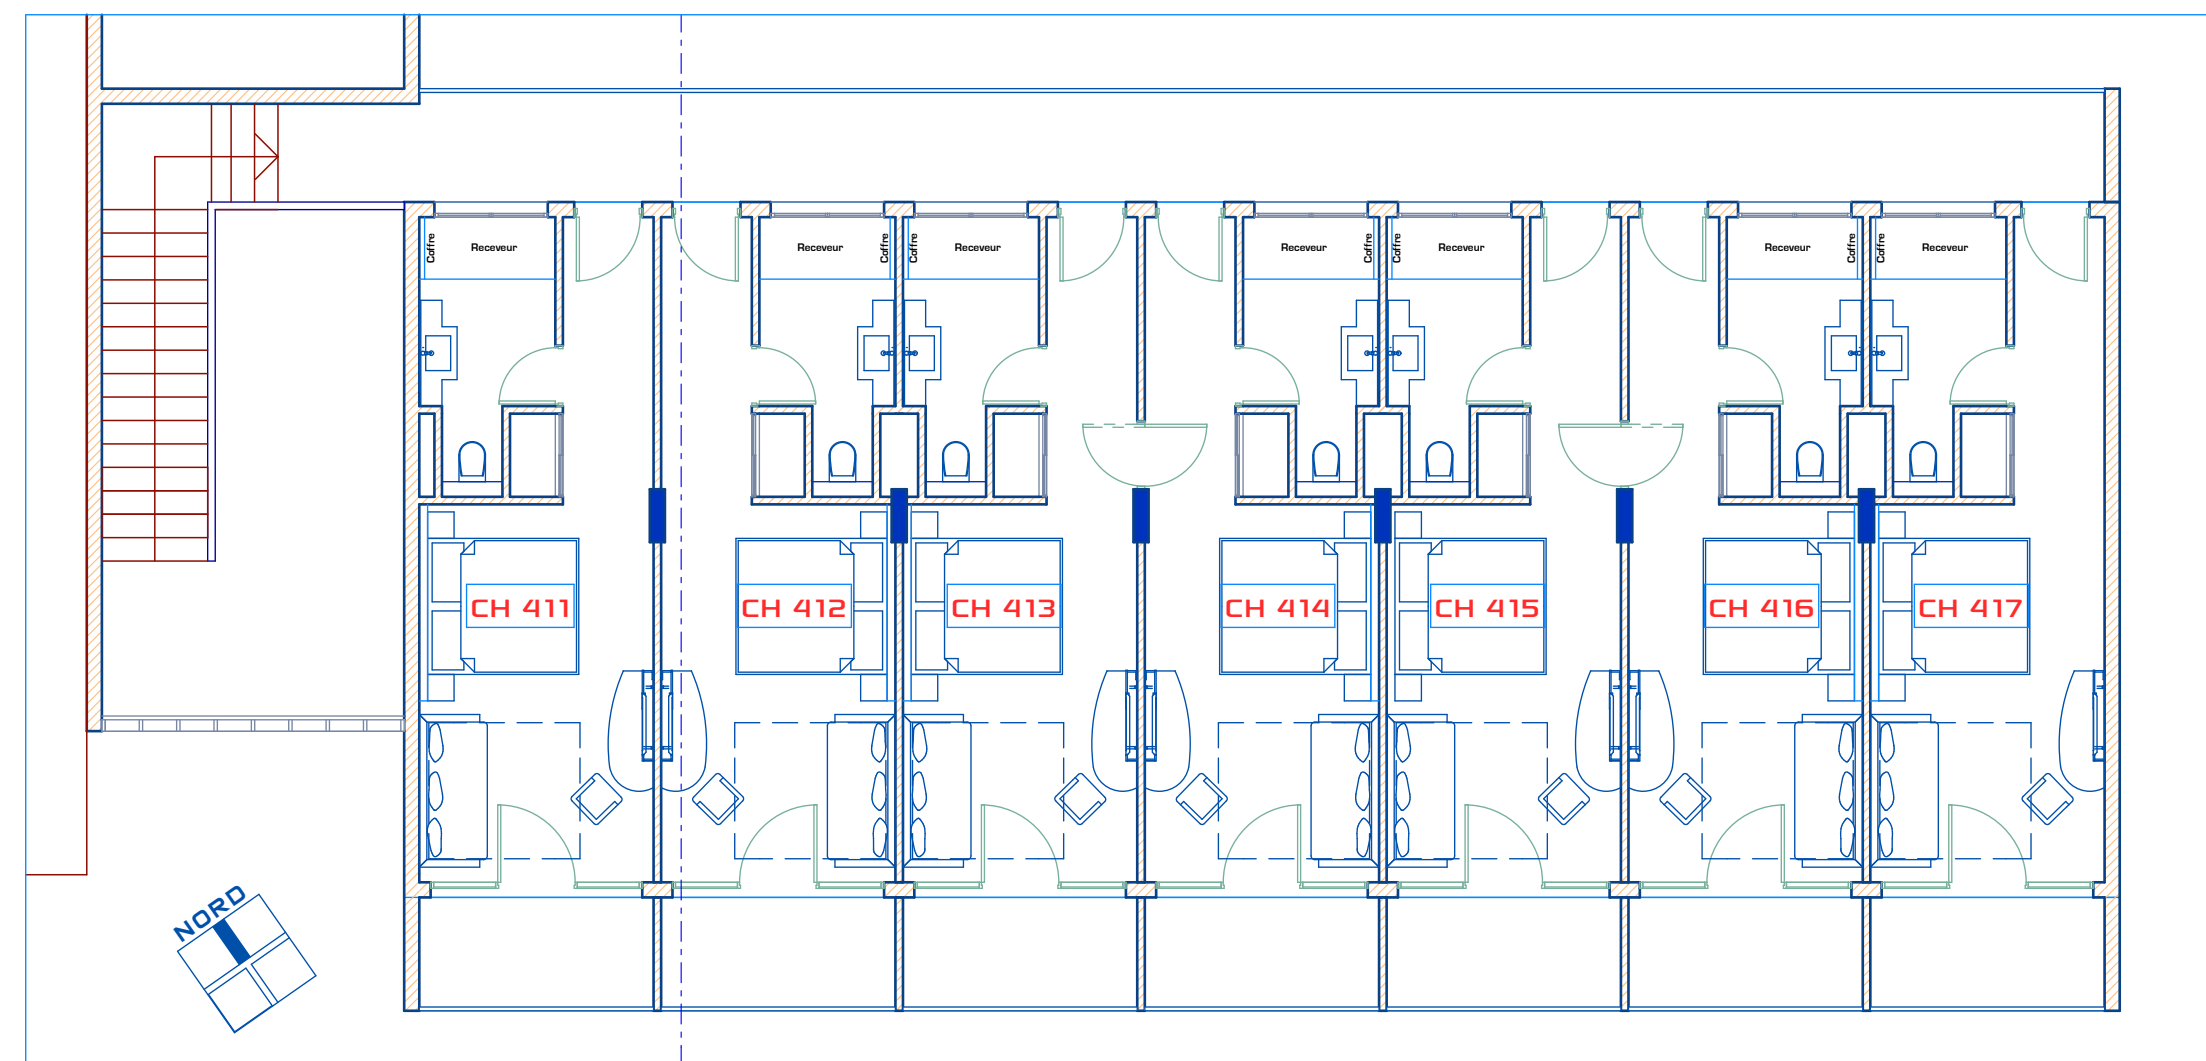 Coffre
Receveur
Receveur
Coffre
Coffre
Receveur
Receveur
Coffre
Coffre
Receveur
Receveur
Coffre
Coffre
Receveur
CH 411
CH 412
CH 413
CH 414
CH 415
CH 416
CH 417
NORD